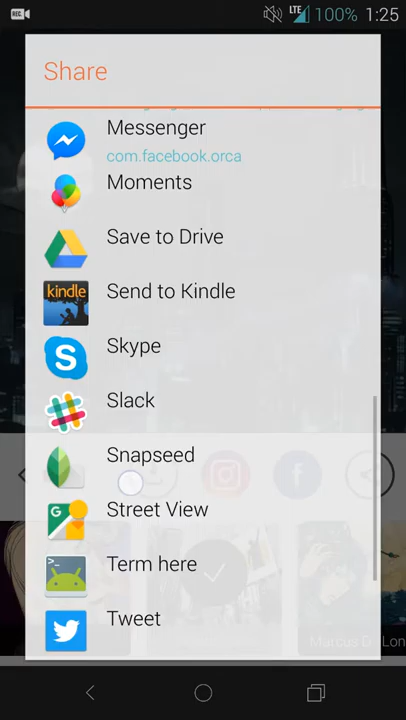 REC
LTE
100%
1:25
Share
Messenger
com.facebook.orca
Moments
Save to Drive
kindle
Send to Kindle
Skype
Slack
Snapseed
G
Street View
>_
Term here
Tweet